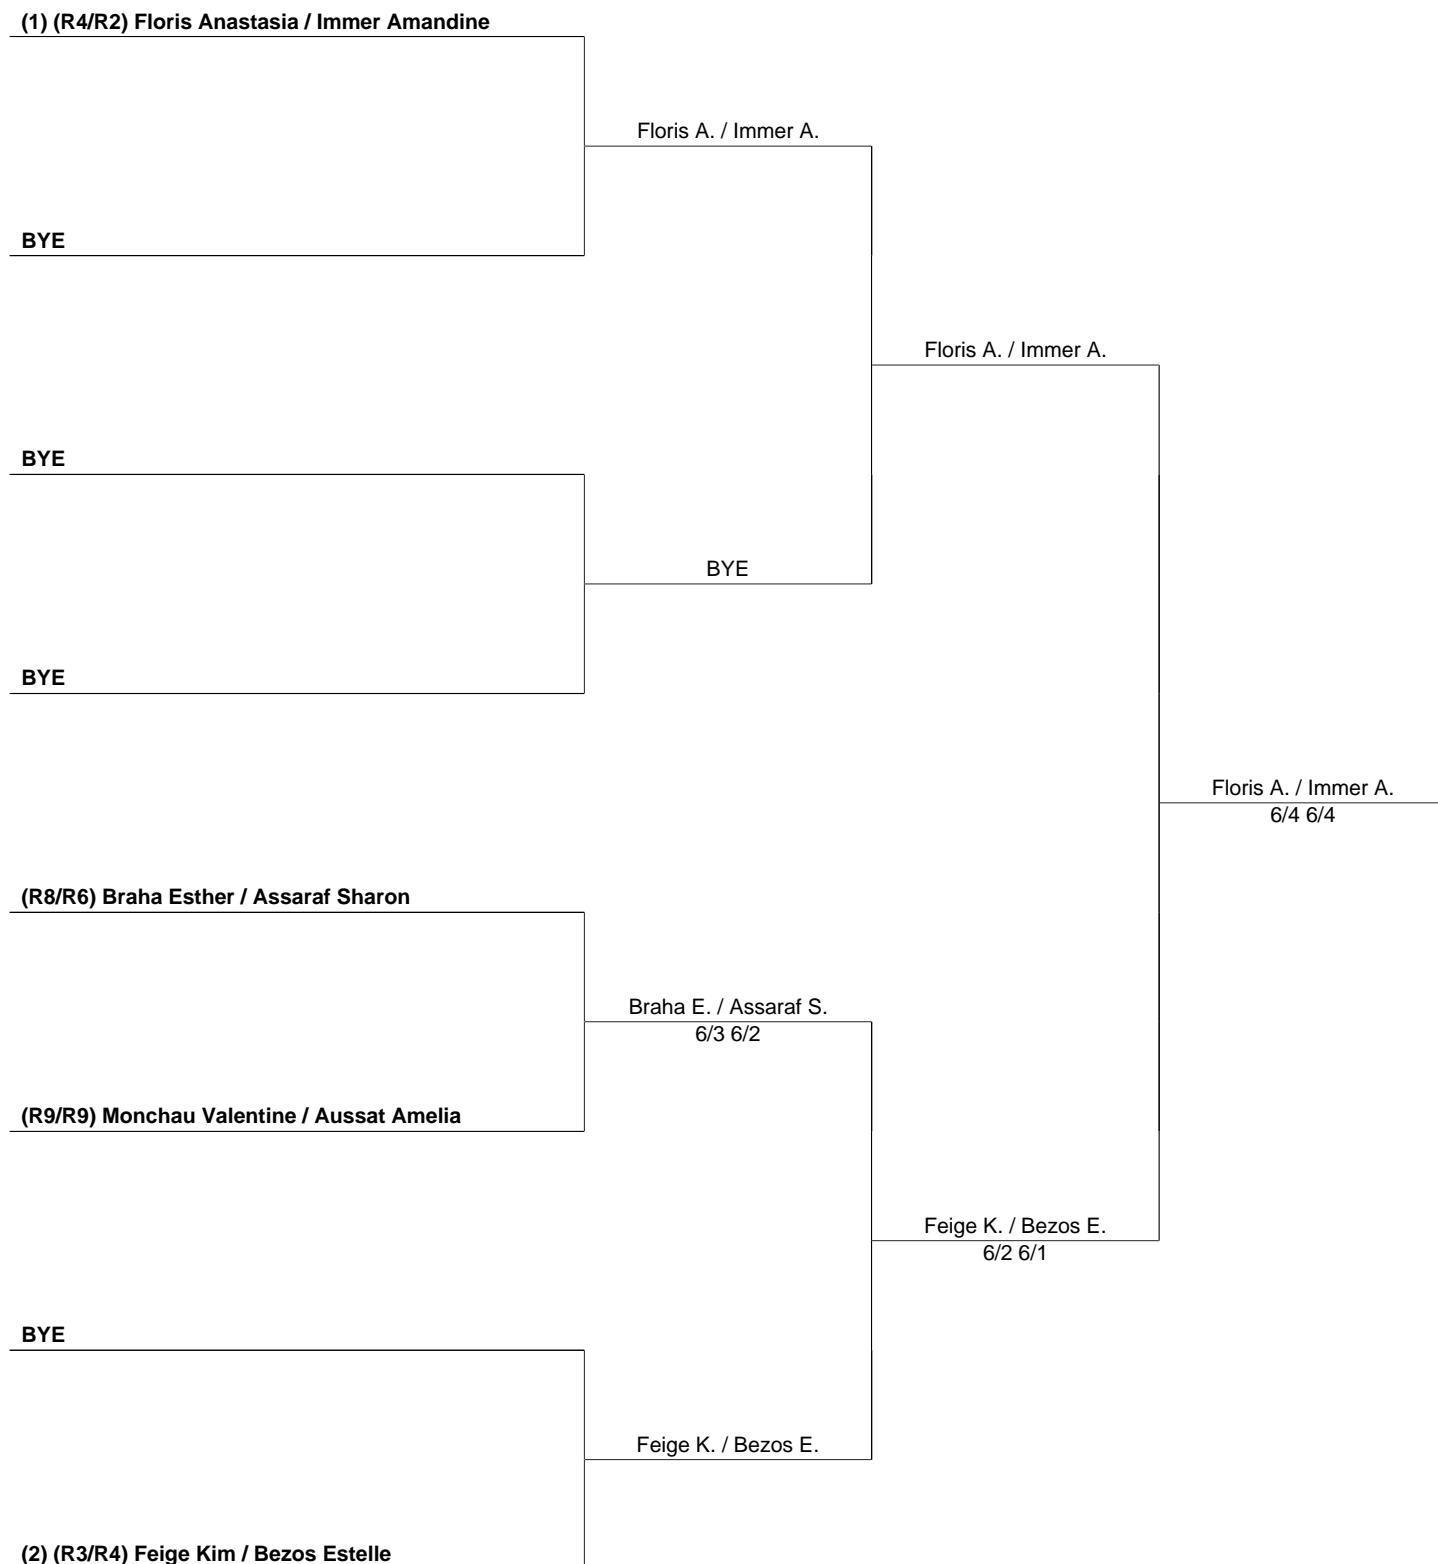 (1) (R4/R2) Floris Anastasia / Immer Amandine
Floris A. / Immer A.
BYE
Floris A. / Immer A.
BYE
BYE
BYE
Floris A. / Immer A.
6/4 6/4
(R8/R6) Braha Esther / Assaraf Sharon
Braha E. / Assaraf S.
6/3 6/2
(R9/R9) Monchau Valentine / Aussat Amelia
Feige K. / Bezos E.
6/2 6/1
BYE
Feige K. / Bezos E.
(2) (R3/R4) Feige Kim / Bezos Estelle